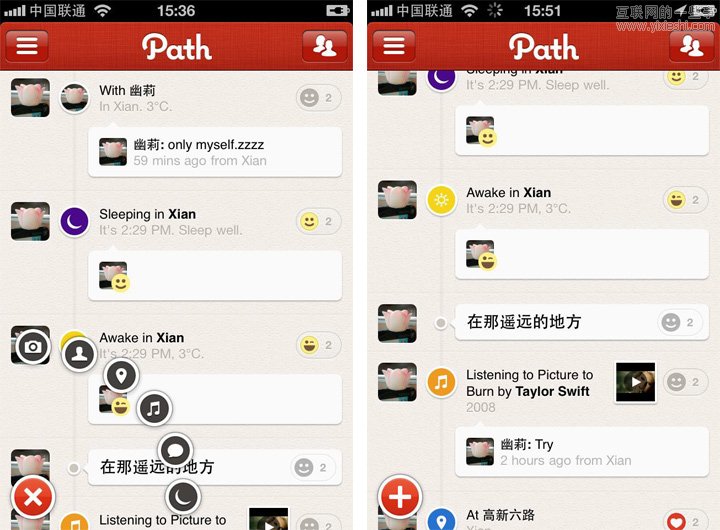 中国联通 15:36
Path
With 幽莉
In Xian. 3°C.
2
幽莉: only myself.zzzz
59 mins ago from Xian
Sleeping in Xian
It's 2:29 PM. Sleep well.
2
Awake in Xian
It's 2:29 PM, 3°C.
2
在那遥远的地方
2
Listening to Picture to
中国联通 15:51
互联网的一些事
www.yixieshi.com
Path
Sleeping in Xian
It's 2:29 PM. Sleep well.
2
Awake in Xian
It's 2:29 PM, 3°C.
2
在那遥远的地方
2
Listening to Picture to
Burn by Taylor Swift
2008
2
幽莉: Try
2 hours ago from Xian
At 高新六路
Xian
2